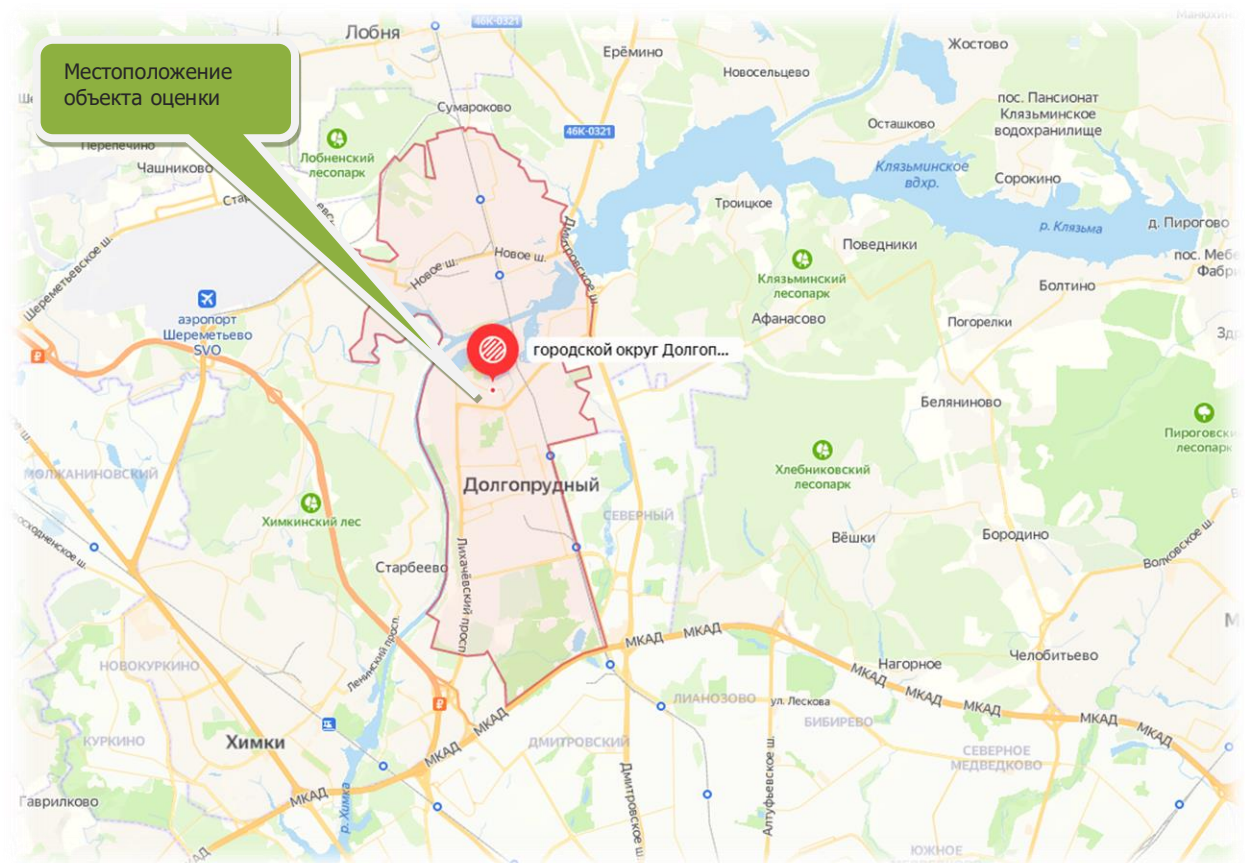 Лобня
46К-0321
Ерёмино
Жостово
Местоположение
объекта оценки
Новосельцево
Сумароково
пос. Пансионат
Клязьминское
водохранилище
46К-0321
Осташково
Перепечино
Чашниково
Лобненский
лесопарк
Клязьминское
вдхр.
Сорокино
Троицкое
р. Клязьма
д. Пирогово
Дмитровское ш.
Поведники
Новое ш.
Новое ш.
Шереметьевское ш.
Клязьминский
лесопарк
Болтино
аэропорт
Шереметьево
SVO
Афанасово
Погорелки
городской округ Долгоп...
Беляниново
Пироговски
лесопарк
МОЛЖАНИНОВСКИЙ
Хлебниковский
лесопарк
Долгопрудный
СЕВЕРНЫЙ
Химкинский лес
Вёшки
Бородино
Волковское ш.
Старбеево
Лихачёвский просп.
МКАД
МКАД
НОВОКУРКИНО
Ленинский просп.
Нагорное
Челобитьево
МКАД
МКАД
МКАД
МКАД
МКАД
ЛИАНОЗОВО
ул. Лескова
БИБИРЕВО
КУРКИНО
Химки
МКАД
МКАД
ДМИТРОВСКИЙ
СЕВЕРНОЕ
МЕДВЕДКОВО
МКАД
Гаврилково
р. Химка
Дмитровское ш.
Алтуфьевское ш.
ЮЖНОЕ